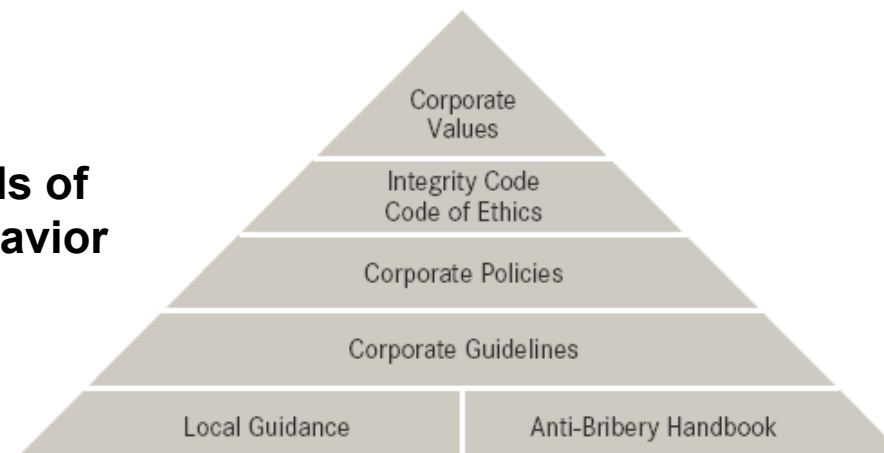 Corporate
Values
ls of
avior
Integrity Code
Code of Ethics
Corporate Policies
Corporate Guidelines
Local Guidance
Anti-Bribery Handbook